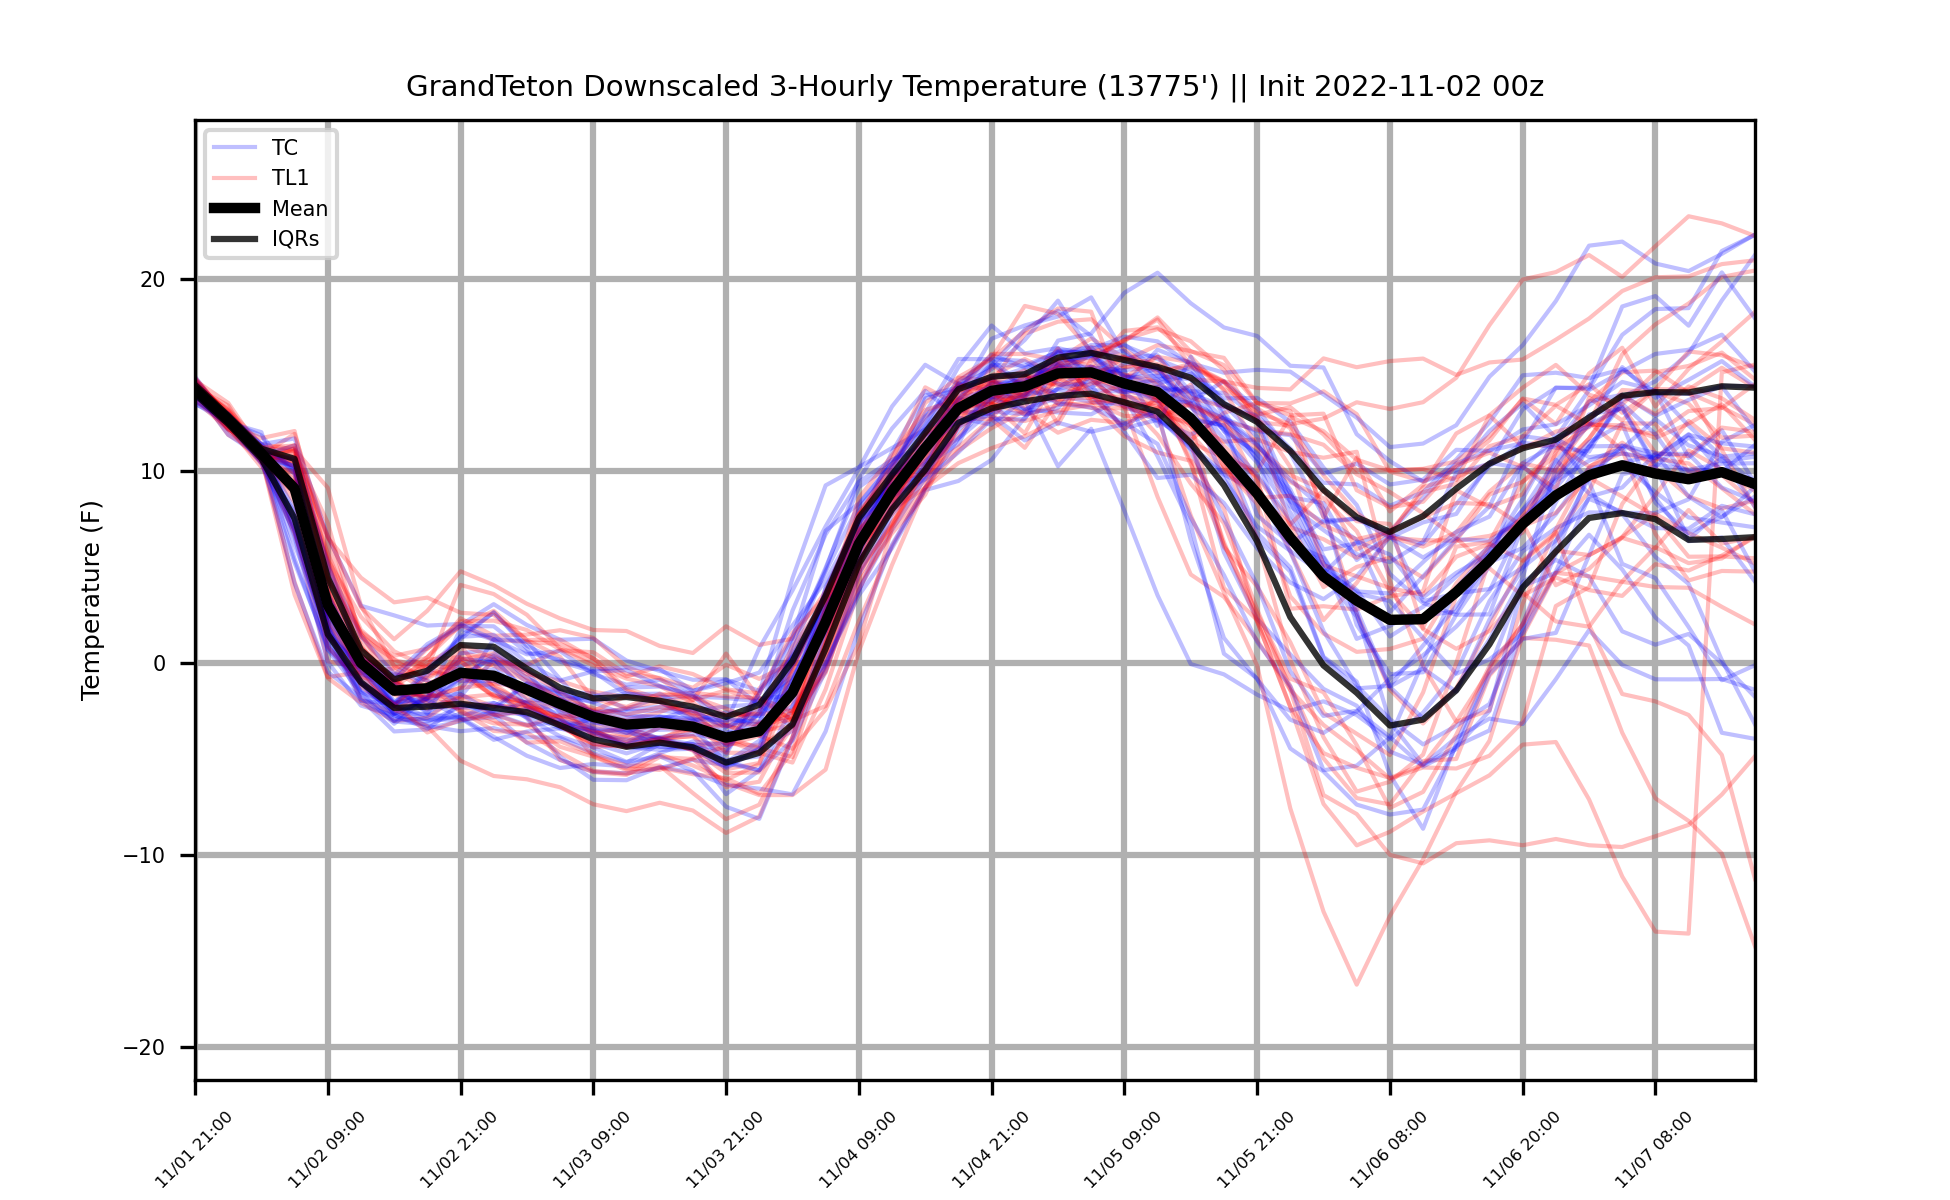 GrandTeton Downscaled 3-Hourly Temperature (13775') || Init 2022-11-02 00z
TC
TL1
Mean
IQRs
Temperature (F)
20
10
0
−10
−20
11/01 21:00
11/02 09:00
11/02 21:00
11/03 09:00
11/03 21:00
11/04 09:00
11/04 21:00
11/05 09:00
11/05 21:00
11/06 08:00
11/06 20:00
11/07 08:00